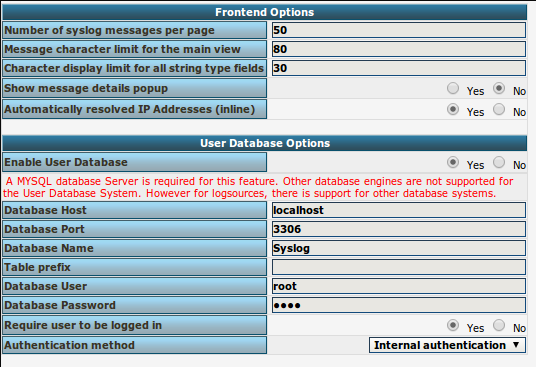 Frontend Options
Number of syslog messages per page 50
Message character limit for the main view 80
Character display limit for all string type fields 30
Show message details popup Yes No
Automatically resolved IP Addresses (inline) Yes No
User Database Options
Enable User Database Yes No
A MYSQL database Server is required for this feature. Other database engines are not supported for
the User Database System. However for logsources, there is support for other database systems.
Database Host localhost
Database Port 3306
Database Name Syslog
Table prefix
Database User root
Database Password ••••
Require user to be logged in Yes No
Authentication method Internal authentication ▼